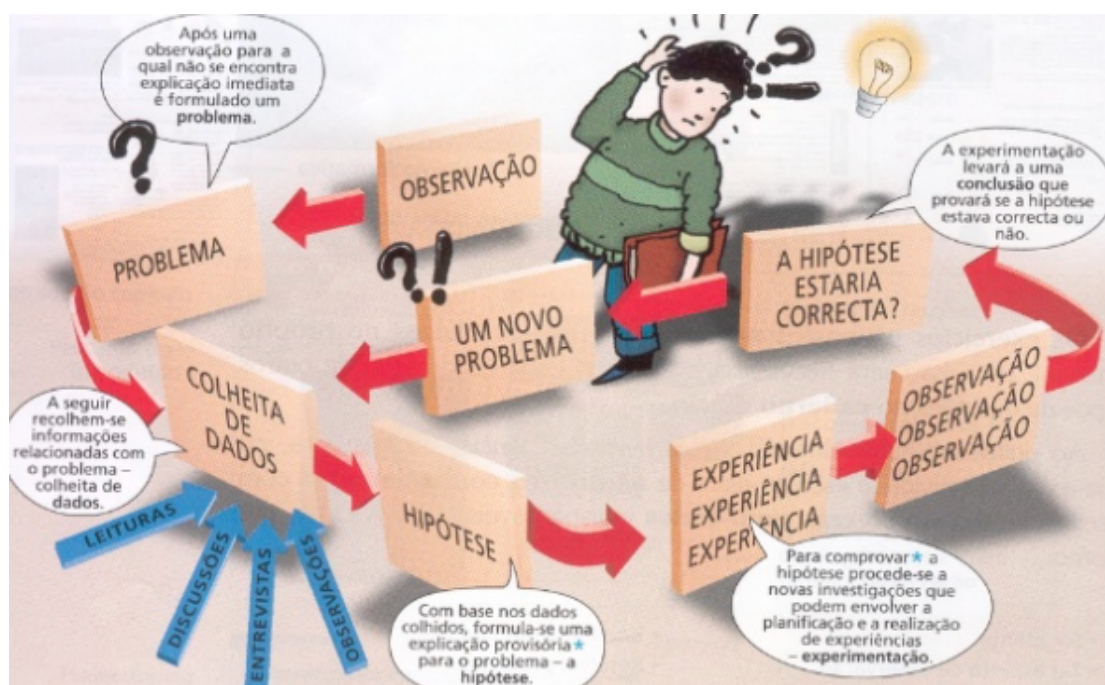 Após uma
observação para a
qual não se encontra
explicação imediata
é formulado um
problema.
OBSERVAÇÃO
PROBLEMA
A experimentação
levará a uma
conclusão que
provará se a hipótese
estava correcta ou
não.
A HIPÓTESE
ESTARIA
CORRECTA?
UM NOVO
PROBLEMA
COLHEITA
DE
DADOS
A seguir
recolhem-se
informações
relacionadas com
o problema –
colheita de
dados.
LEITURAS
DISCUSSÕES
ENTREVISTAS
OBSERVAÇÕES
HIPÓTESE
Com base nos dados
colhidos, formula-se uma
explicação provisória*
para o problema – a
hipótese.
EXPERIÊNCIA
EXPERIÊNCIA
EXPERIÊNCIA
Para comprovar* a
hipótese procede-se a
novas investigações que
podem envolver a
planificação e a realização
de experiências
– experimentação.
OBSERVAÇÃO
OBSERVAÇÃO
OBSERVAÇÃO